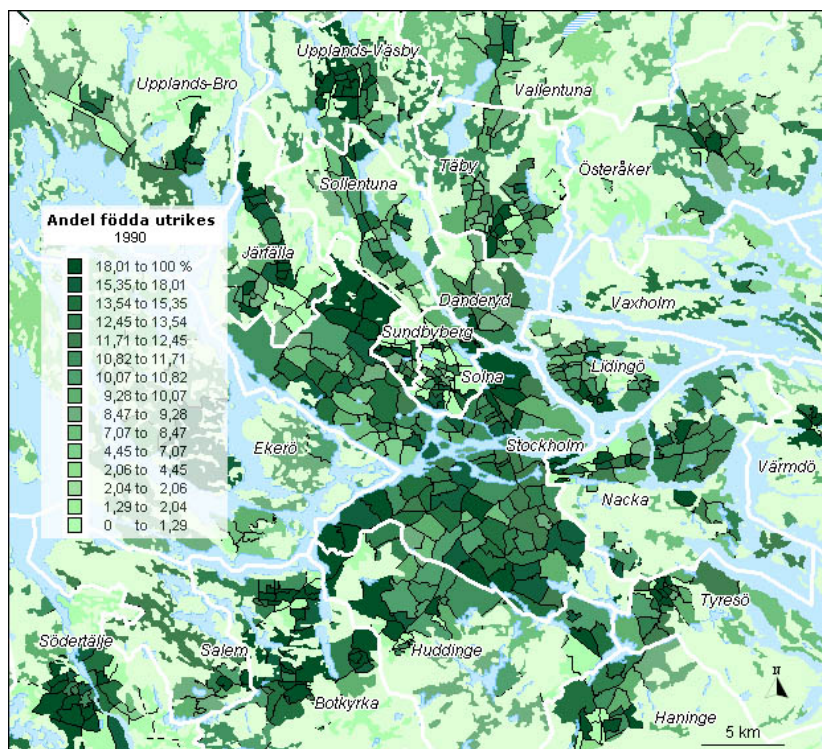 Upplands-Väsby
Upplands-Bro
Vallentuna
Täby
Österåker
Sollentuna
Andel födda utrikes
1990
18,01 to 100 %
15,35 to 18,01
13,54 to 15,35
12,45 to 13,54
11,71 to 12,45
10,82 to 11,71
10,07 to 10,82
9,28 to 10,07
8,47 to 9,28
7,07 to 8,47
4,45 to 7,07
2,06 to 4,45
2,04 to 2,06
1,29 to 2,04
0 to 1,29
Järfälla
Danderyd
Vaxholm
Sundbyberg
Solna
Lidingö
Ekerö
Stockholm
Värmdö
Nacka
Tyresö
Södertälje
Salem
Huddinge
Botkyrka
Haninge
N
5 km